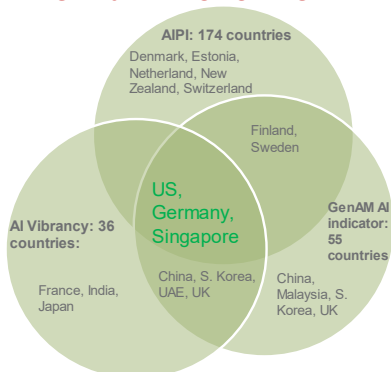 AIPI: 174 countries
Denmark, Estonia,
Netherland, New
Zealand, Switzerland
Finland,
Sweden
US,
Germany,
Singapore
GenAM AI
indicator:
55
countries
AI Vibrancy: 36
countries:
France, India,
Japan
China, S. Korea,
UAE, UK
China,
Malaysia, S.
Korea, UK